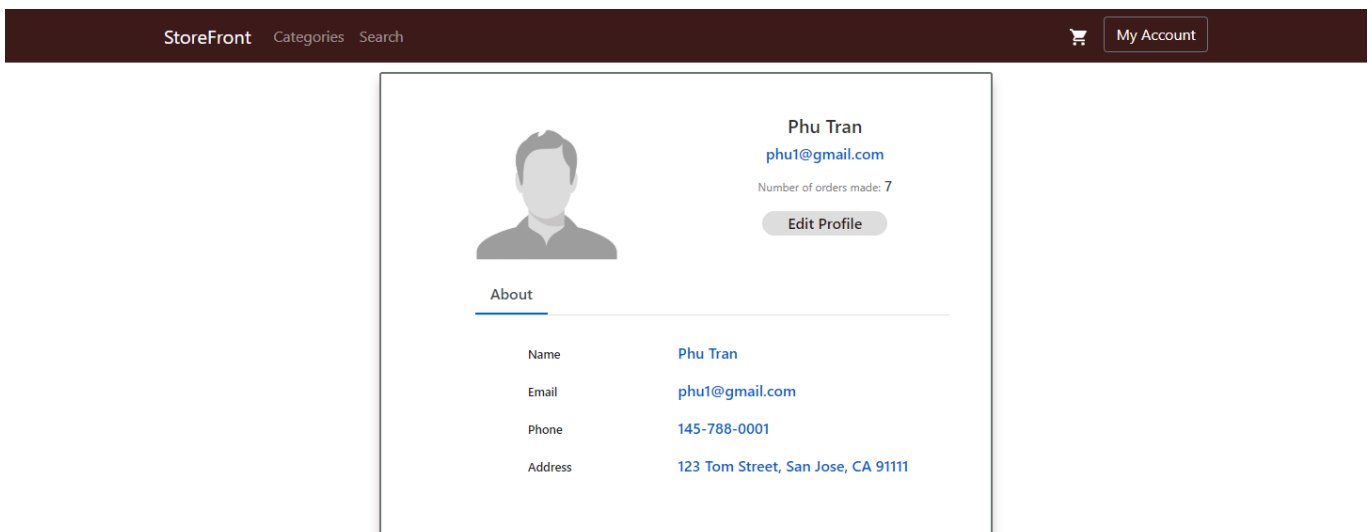 StoreFront Categories Search My Account
Phu Tran
phu1@gmail.com
Number of orders made: 7
Edit Profile
About
Name Phu Tran
Email phu1@gmail.com
Phone 145-788-0001
Address 123 Tom Street, San Jose, CA 91111